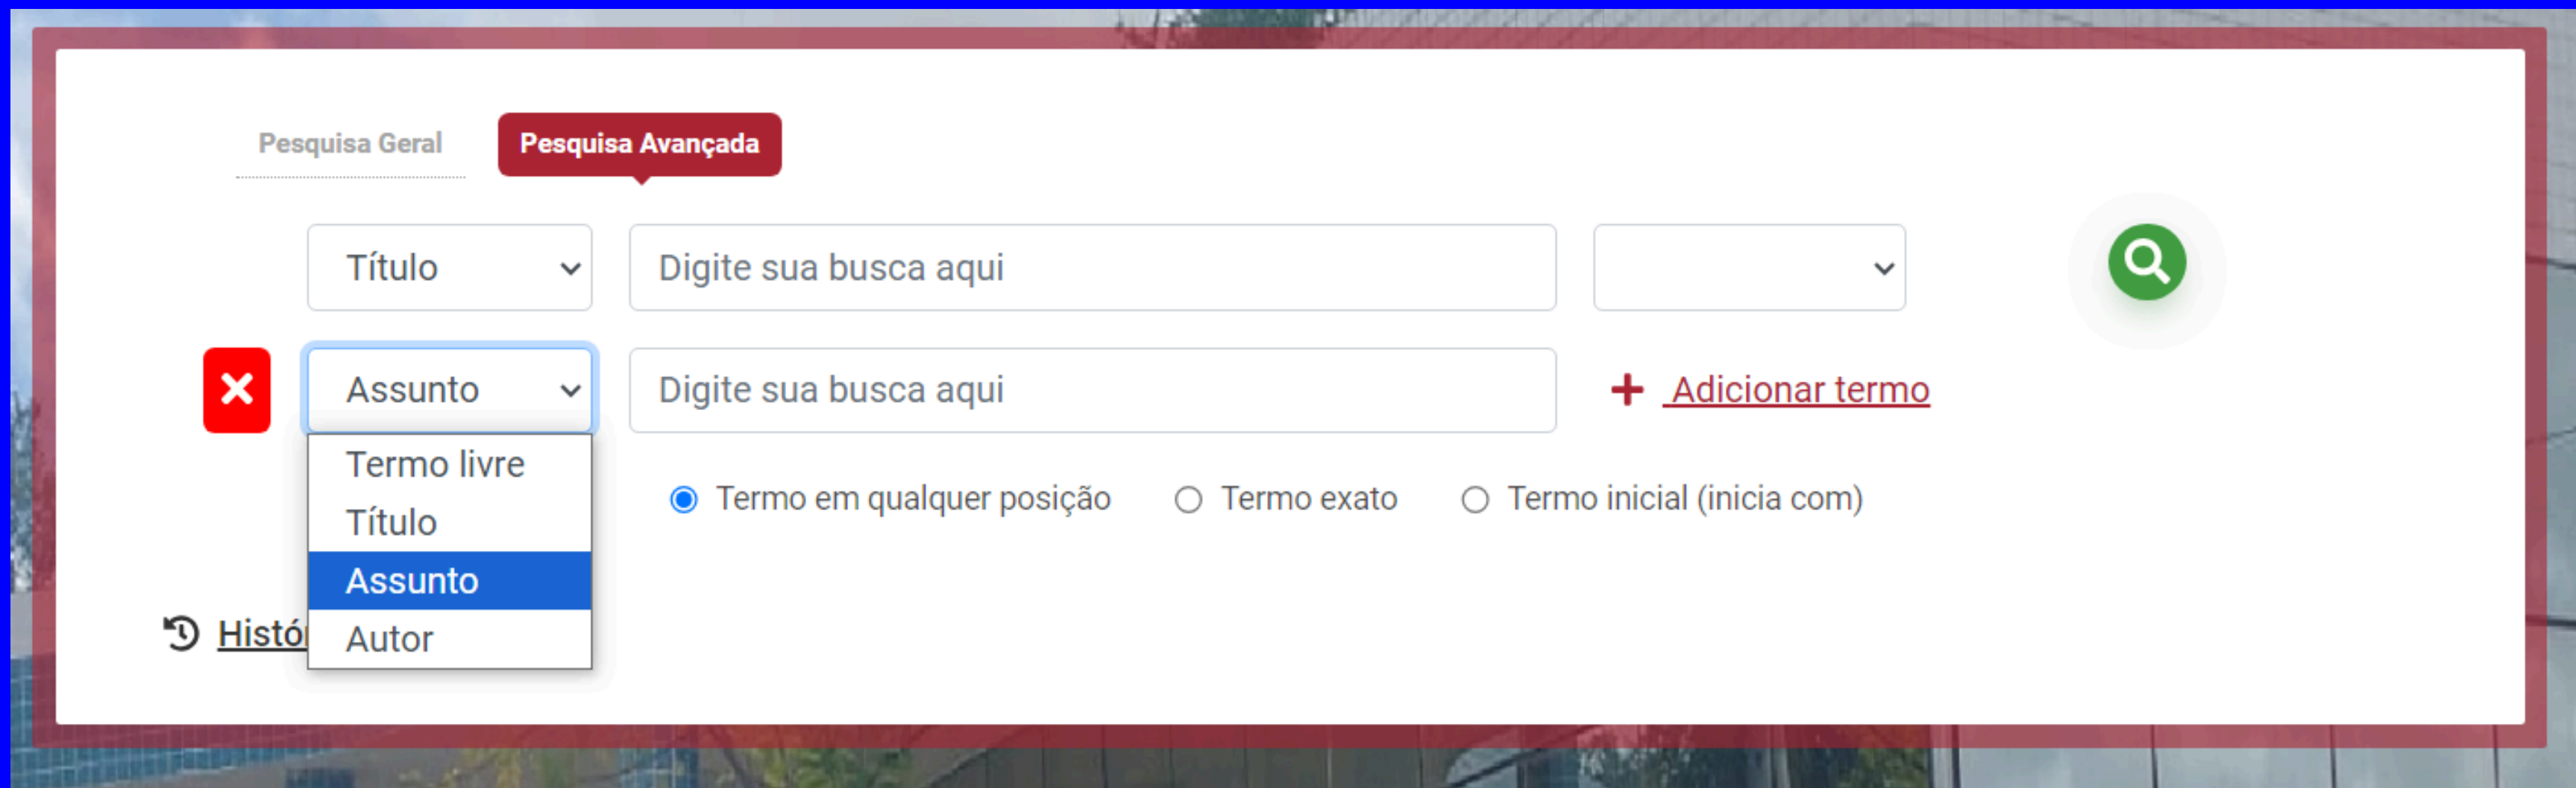 Pesquisa Geral
Pesquisa Avançada
Título
Digite sua busca aqui
Assunto
Digite sua busca aqui
Adicionar termo
Termo livre
Título
Assunto
Autor
Termo em qualquer posição
Termo exato
Termo inicial (inicia com)